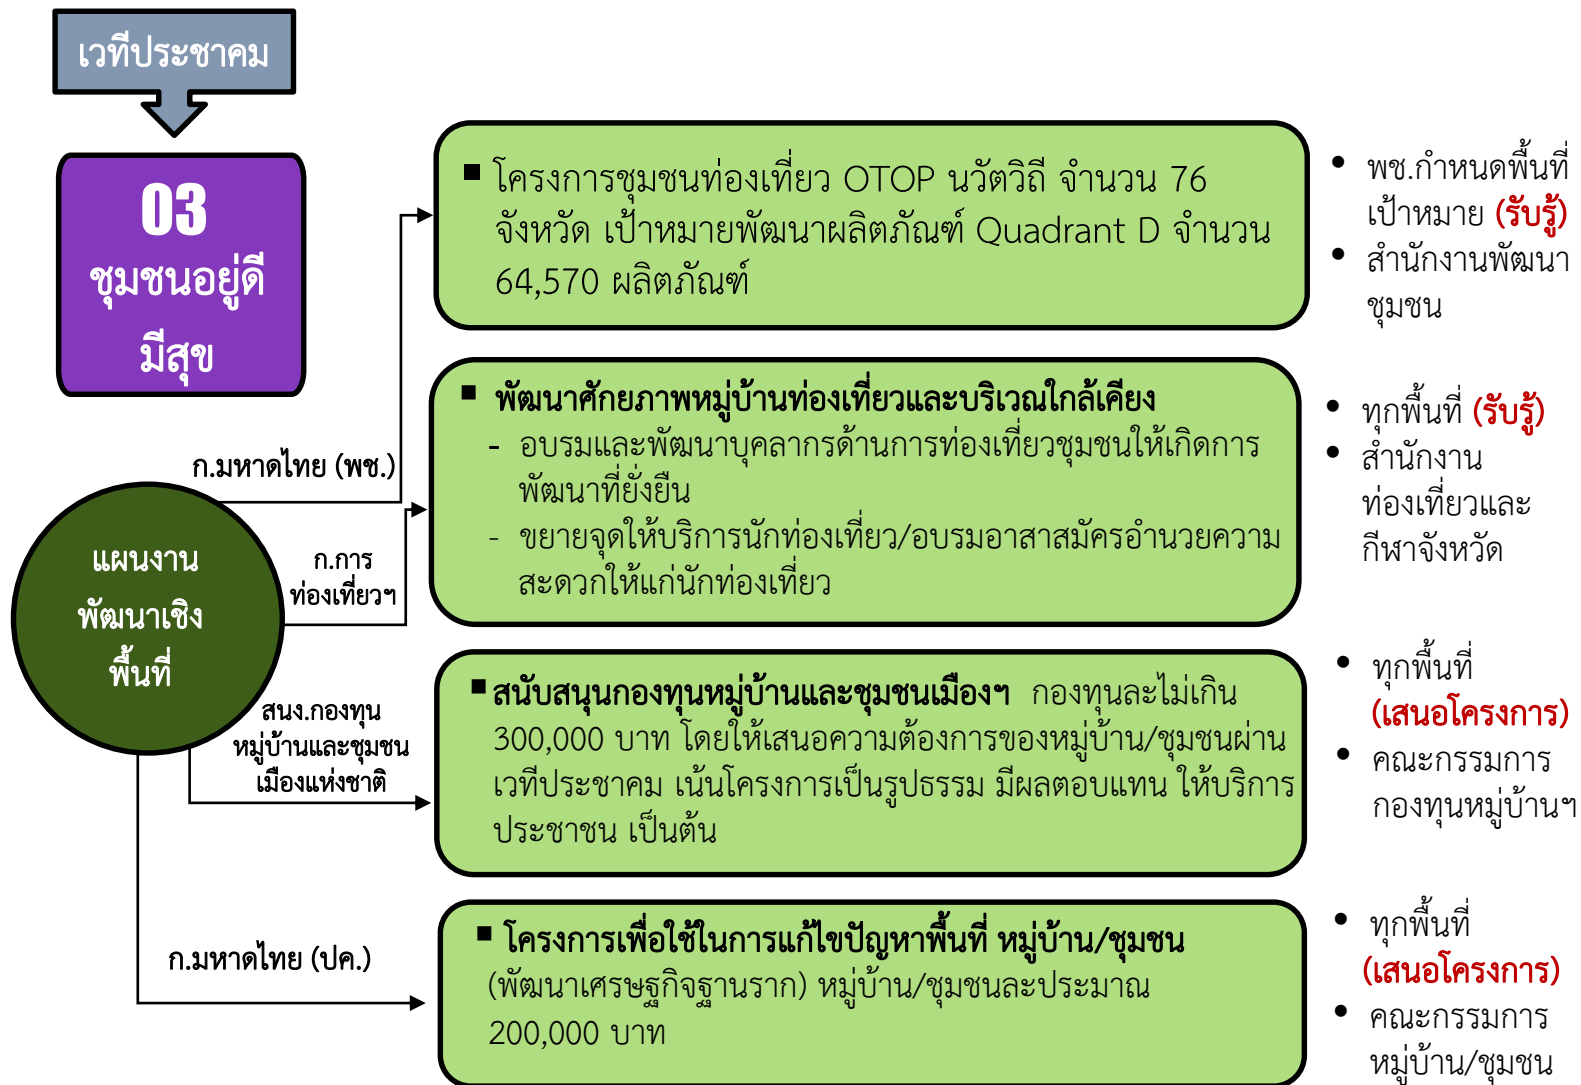 เวทีประชาคม
03
ชุมชนอยู่ดี
มีสุข
แผนงาน
พัฒนาเชิง
พื้นที่
ก.มหาดไทย (พช.)
▪ โครงการชุมชนท่องเที่ยว OTOP นวัตวิถี จำนวน 76
จังหวัด เป้าหมายพัฒนาผลิตภัณฑ์ Quadrant D จำนวน
64,570 ผลิตภัณฑ์
• พช.กำหนดพื้นที่
เป้าหมาย (รับรู้)
• สำนักงานพัฒนา
ชุมชน
ก.การ
ท่องเที่ยวฯ
▪ พัฒนาศักยภาพหมู่บ้านท่องเที่ยวและบริเวณใกล้เคียง
- อบรมและพัฒนาบุคลากรด้านการท่องเที่ยวชุมชนให้เกิดการ
พัฒนาที่ยั่งยืน
- ขยายจุดให้บริการนักท่องเที่ยว/อบรมอาสาสมัครอำนวยความ
สะดวกให้แก่นักท่องเที่ยว
• ทุกพื้นที่ (รับรู้)
• สำนักงาน
ท่องเที่ยวและ
กีฬาจังหวัด
สนง.กองทุน
หมู่บ้านและชุมชน
เมืองแห่งชาติ
▪ สนับสนุนกองทุนหมู่บ้านและชุมชนเมืองฯ กองทุนละไม่เกิน
300,000 บาท โดยให้เสนอความต้องการของหมู่บ้าน/ชุมชนผ่าน
เวทีประชาคม เน้นโครงการเป็นรูปธรรม มีผลตอบแทน ให้บริการ
ประชาชน เป็นต้น
• ทุกพื้นที่
(เสนอโครงการ)
• คณะกรรมการ
กองทุนหมู่บ้านฯ
ก.มหาดไทย (ปค.)
▪ โครงการเพื่อใช้ในการแก้ไขปัญหาพื้นที่ หมู่บ้าน/ชุมชน
(พัฒนาเศรษฐกิจฐานราก) หมู่บ้าน/ชุมชนละประมาณ
200,000 บาท
• ทุกพื้นที่
(เสนอโครงการ)
• คณะกรรมการ
หมู่บ้าน/ชุมชน